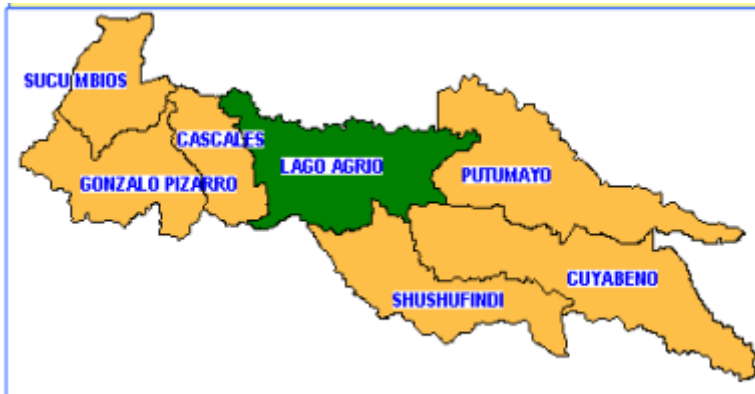 SUCUMBIOS
CASCALES
LAGO AGRIO
PUTUMAYO
GONZALO PIZARRO
CUYABENO
SHUSHUFINDI